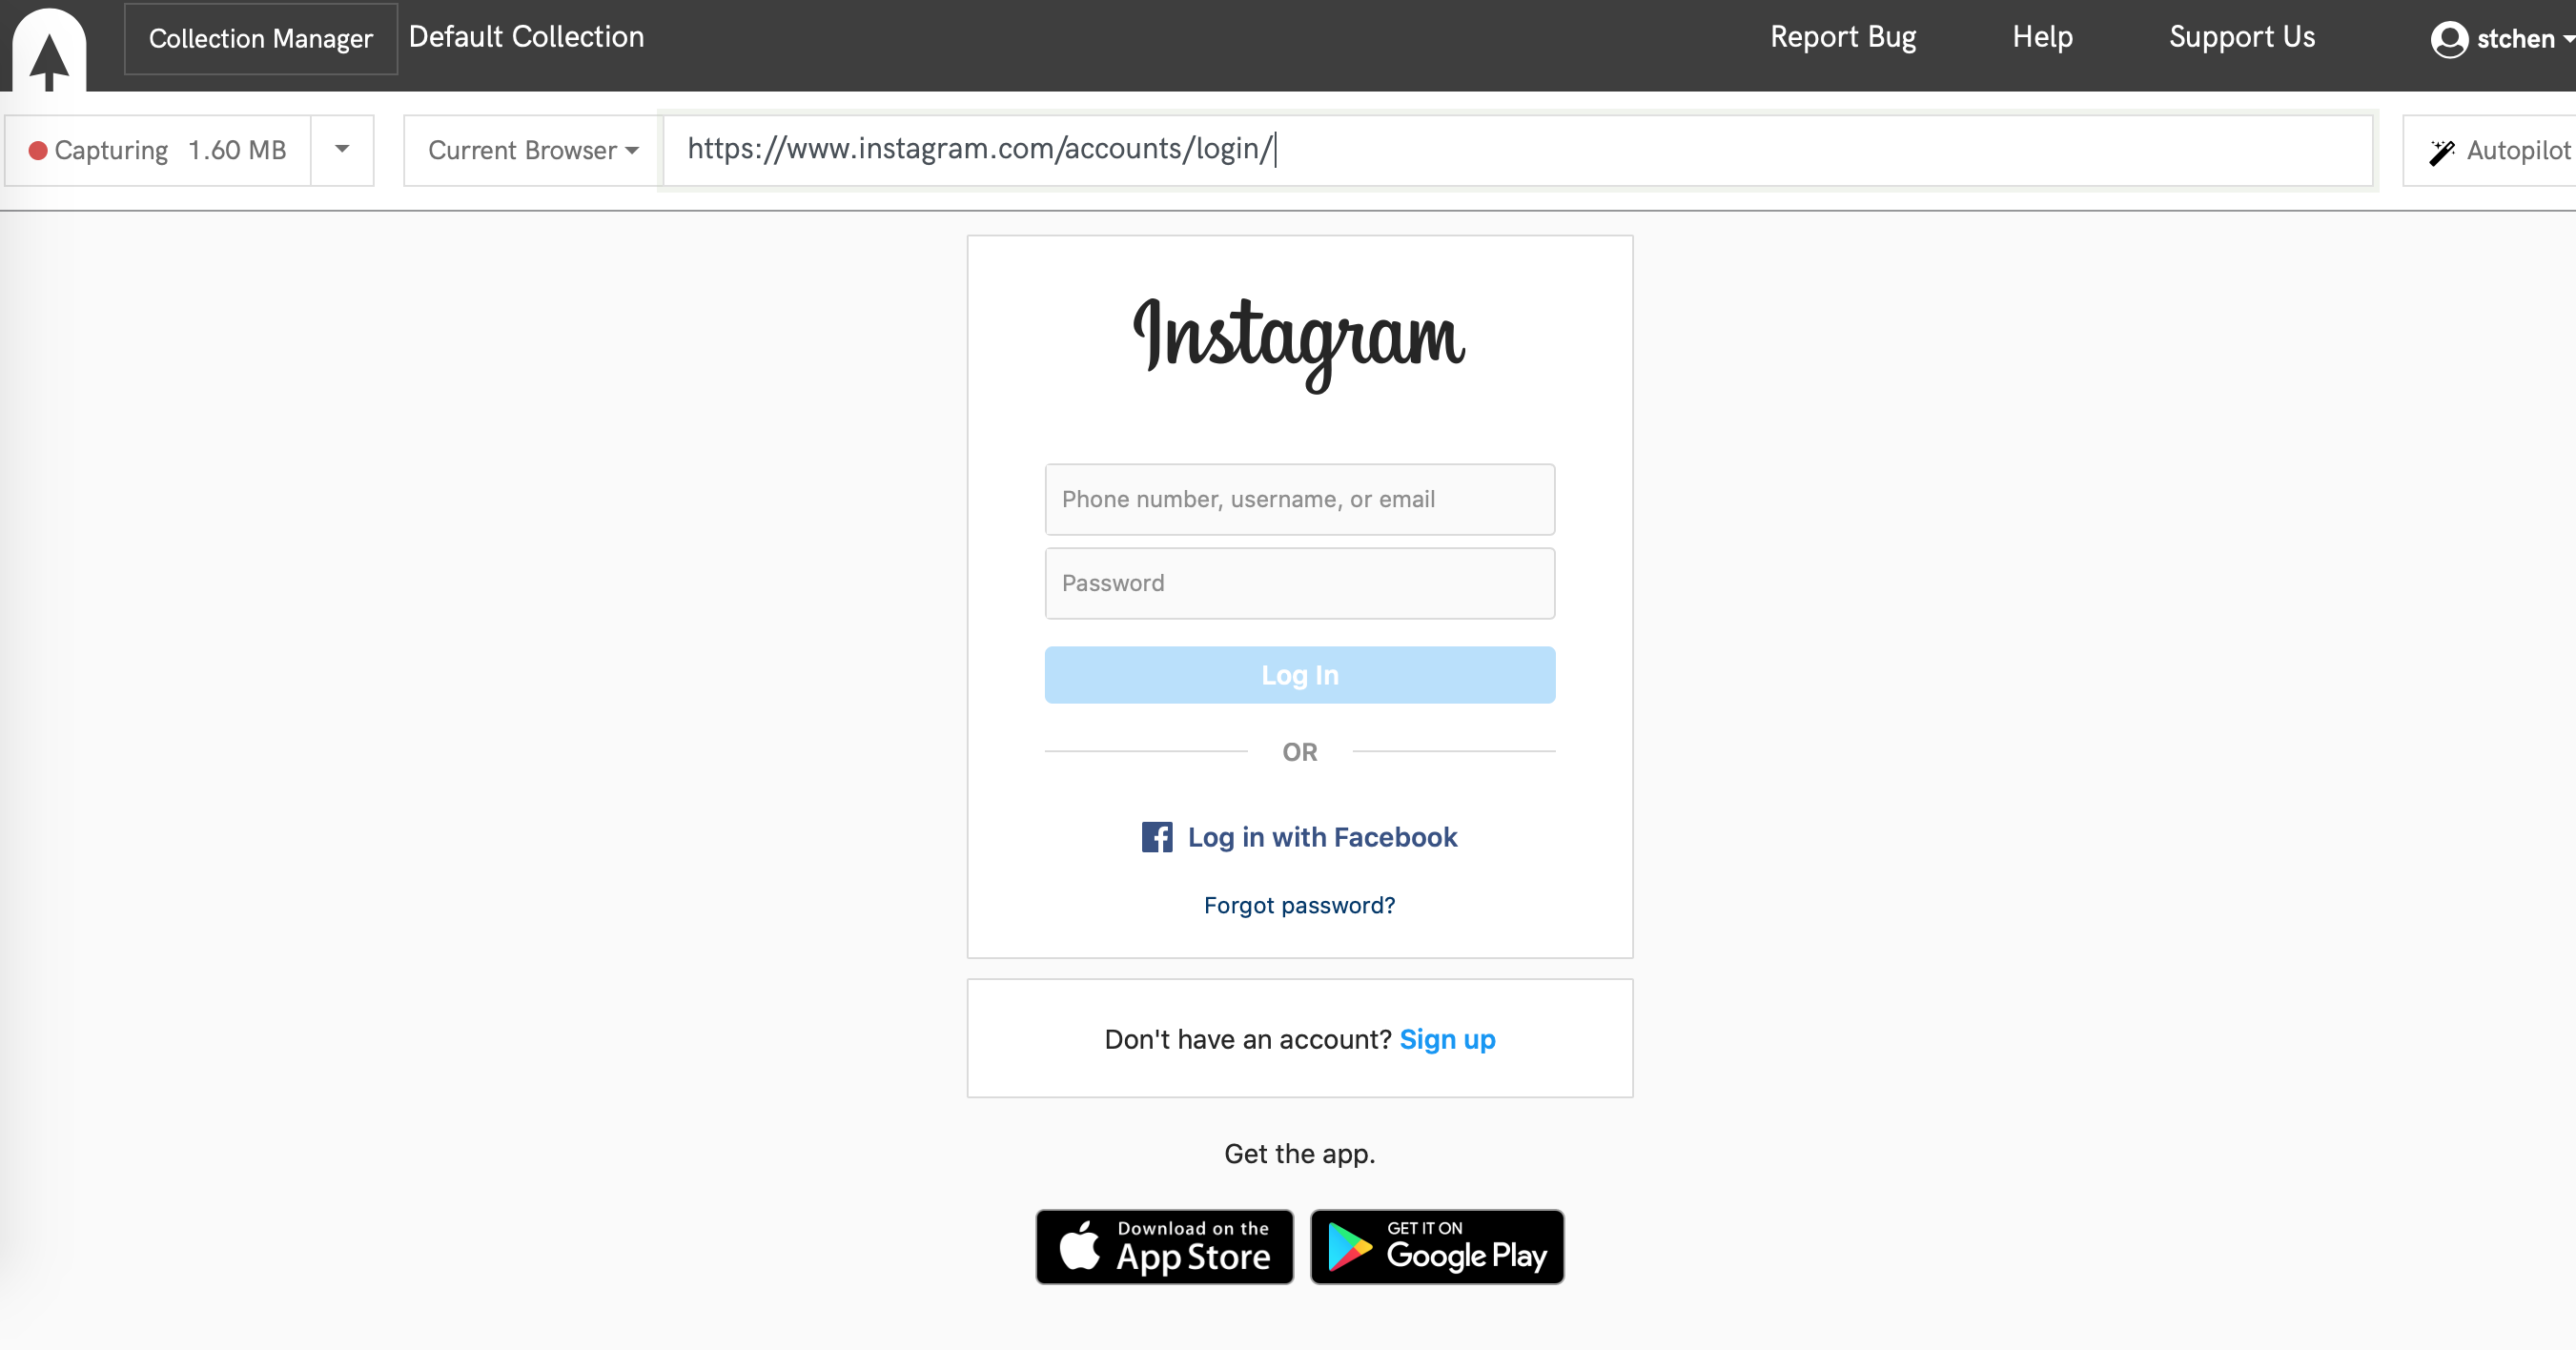 Collection Manager Default Collection Report Bug Help Support Us stchen
Capturing 1.60 MB Current Browser https://www.instagram.com/accounts/login/ Autopilot
Instagram
Phone number, username, or email
Password
Log In
OR
Log in with Facebook
Forgot password?
Don't have an account? Sign up
Get the app.
Download on the
App Store
GET IT ON
Google Play